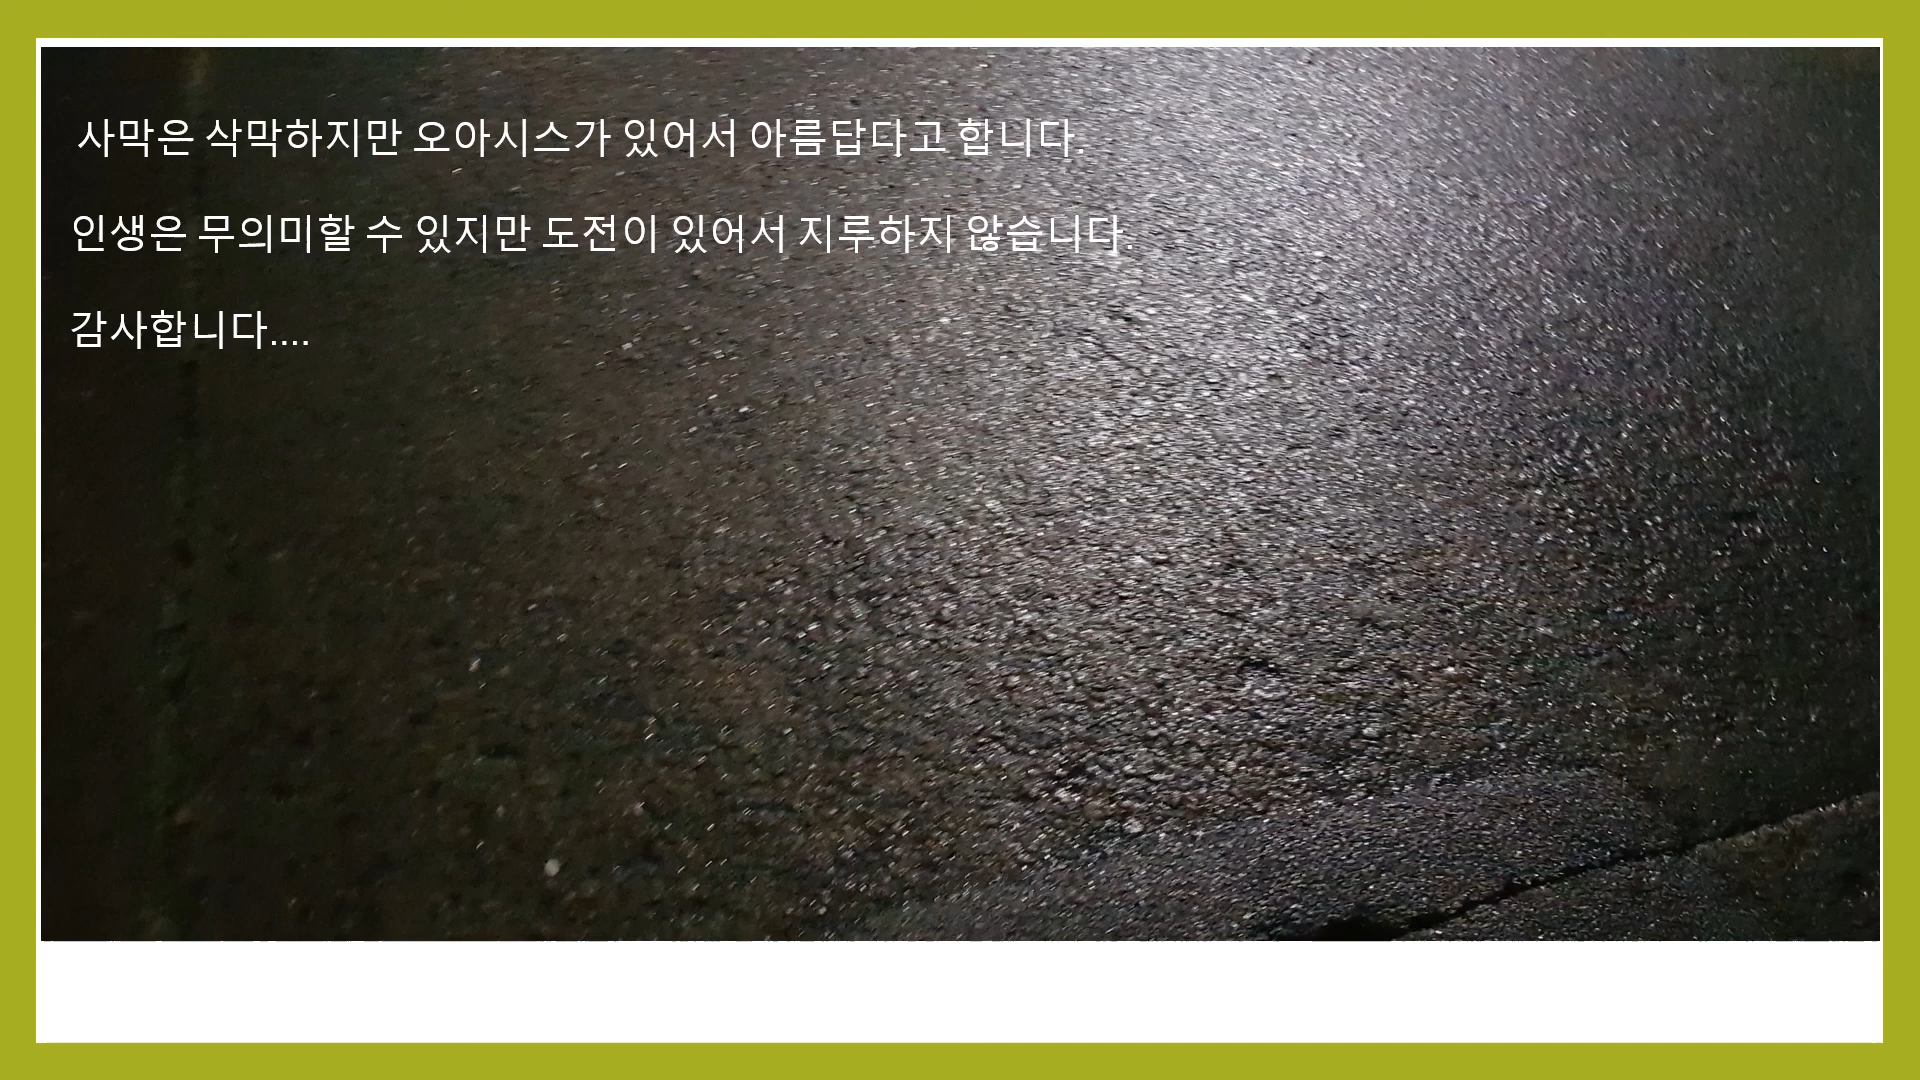 사막은 삭막하지만 오아시스가 있어서 아름답다고 합니다.
인생은 무의미할 수 있지만 도전이 있어서 지루하지 않습니다.
감사합니다....